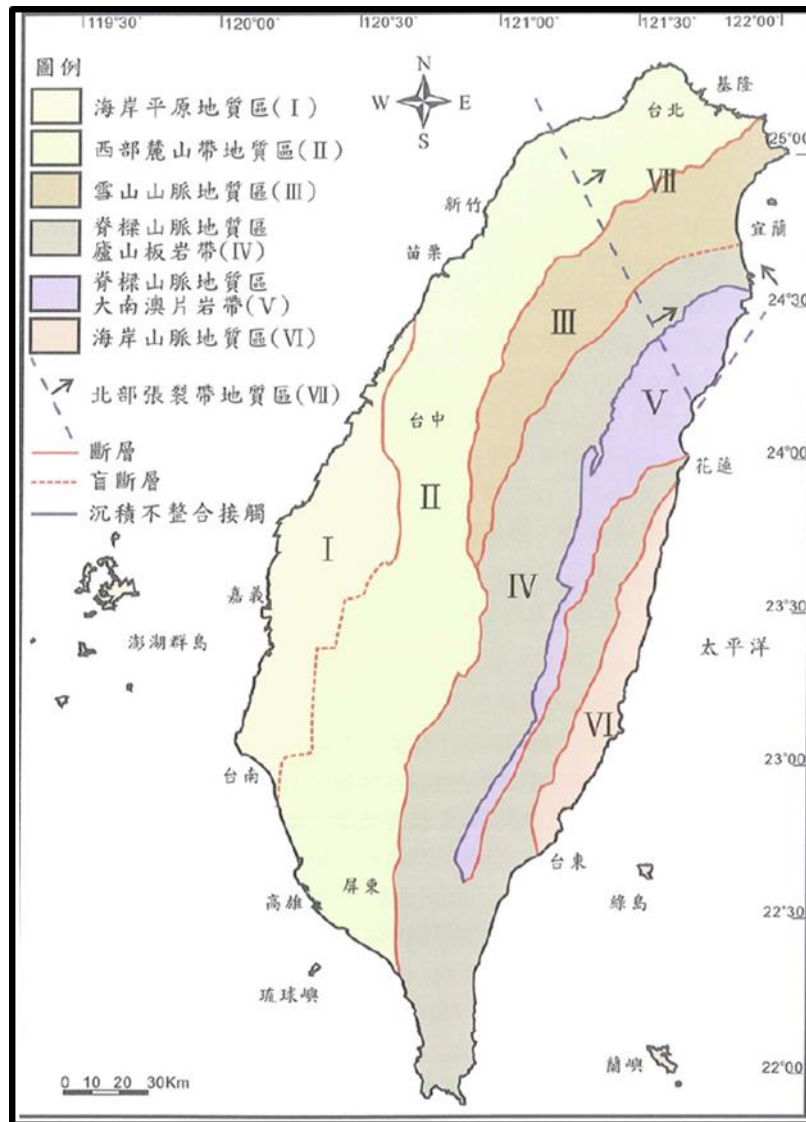 119°30' 120°00' 120°30' 121°00' 121°30' 122°00'
圖例
海岸平原地質區(I)
西部麓山帶地質區(II)
雪山山脈地質區(III)
脊樑山脈地質區
廬山板岩帶(IV)
脊樑山脈地質區
大南澳片岩帶(V)
海岸山脈地質區(VI)
北部張裂帶地質區(VII)
斷層
盲斷層
沉積不整合接觸
N
W E
S
基隆
台北
25°00'
VII
新竹
宜蘭
苗栗
24°30'
III
V
台中
24°00'
花蓮
II
I
IV
嘉義
23°30'
澎湖群島
太平洋
VI
23°00'
台南
台東
屏東
高雄
綠島
22°30'
琉球嶼
蘭嶼
22°00'
0 10 20 30Km